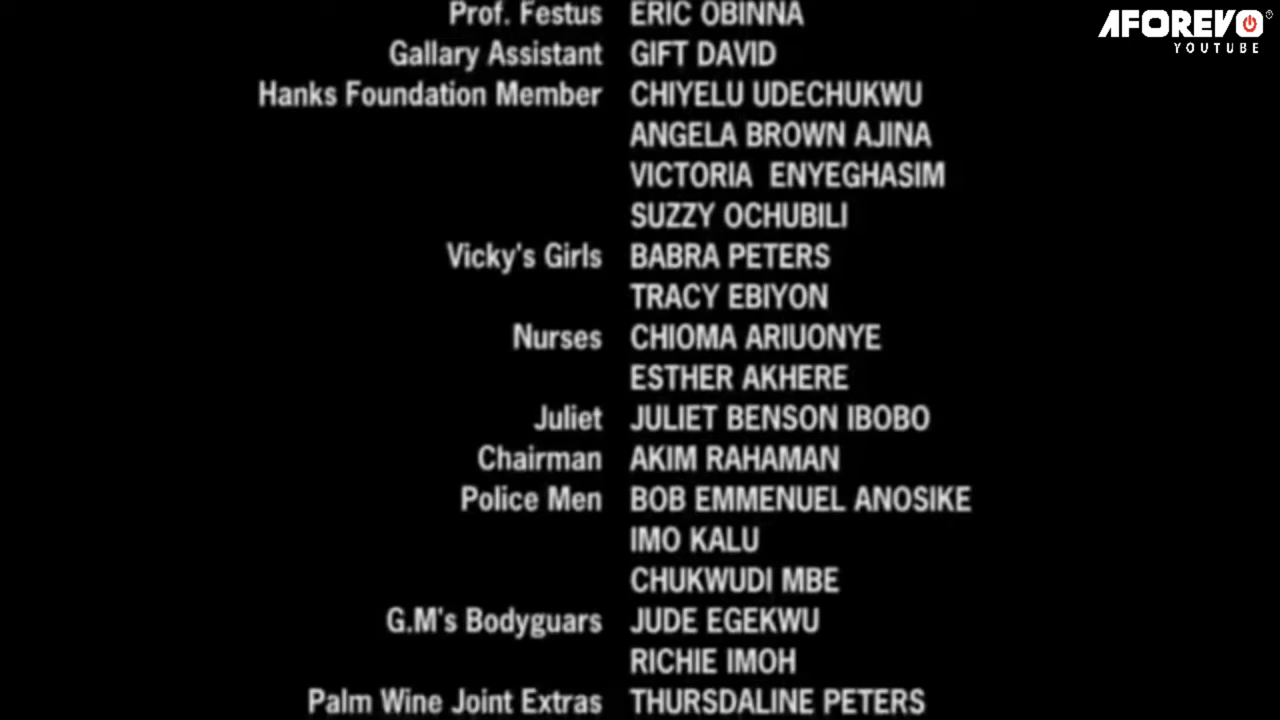 AFOREVO
YOUTUBE
Prof. Festus ERIC OBINNA
Gallary Assistant GIFT DAVID
Hanks Foundation Member CHIYELU UDECHUKWU
ANGELA BROWN AJINA
VICTORIA ENYEGHASIM
SUZZY OCHUBILI
Vicky's Girls BABRA PETERS
TRACY EBIYON
Nurses CHIOMA ARIUONYE
ESTHER AKHERE
Juliet JULIET BENSON IBOBO
Chairman AKIM RAHAMAN
Police Men BOB EMMENUEL ANOSIKE
IMO KALU
CHUKWUDI MBE
G.M's Bodyguars JUDE EGEKWU
RICHIE IMOH
Palm Wine Joint Extras THURSDALINE PETERS